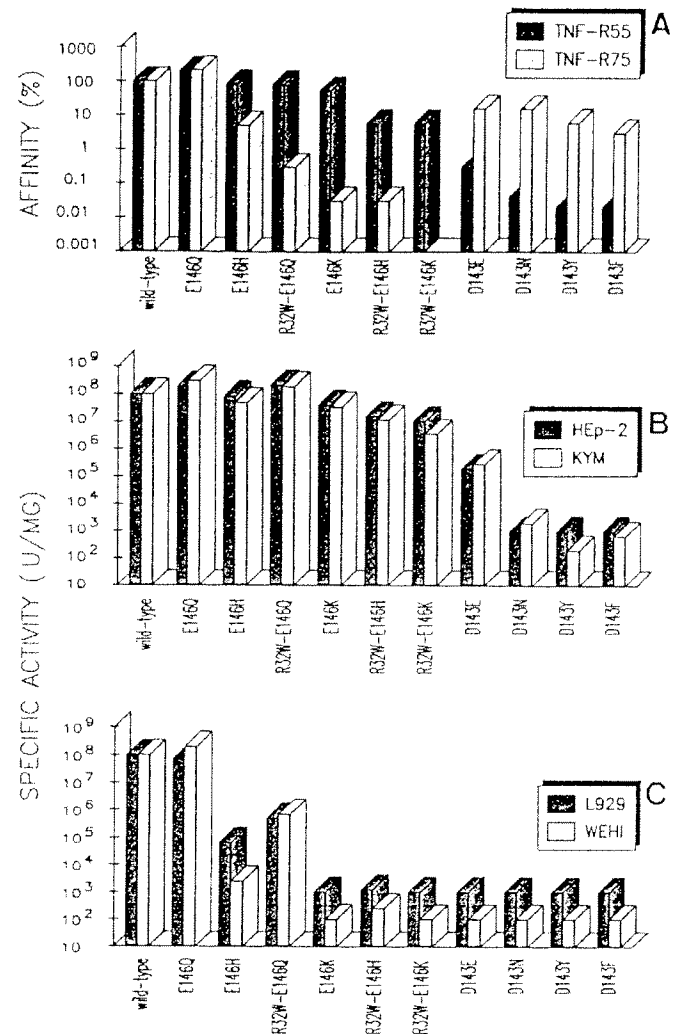 A
TNF-R55
TNF-R75
AFFINITY (%)
1000
100
10
1
0.1
0.01
0.001
wild-type
E146Q
E146H
R32W-E146Q
E146K
R32W-E146H
R32W-E146K
D143E
D143N
D143Y
D143F
B
HEp-2
KYM
SPECIFIC ACTIVITY (U/MG)
10⁹
10⁸
10⁷
10⁶
10⁵
10⁴
10³
10²
10
wild-type
E146Q
E146H
R32W-E146Q
E146K
R32W-E146H
R32W-E146K
D143E
D143N
D143Y
D143F
C
L929
WEHI
10⁹
10⁸
10⁷
10⁶
10⁵
10⁴
10³
10²
10
wild-type
E146Q
E146H
R32W-E146Q
E146K
R32W-E146H
R32W-E146K
D143E
D143N
D143Y
D143F